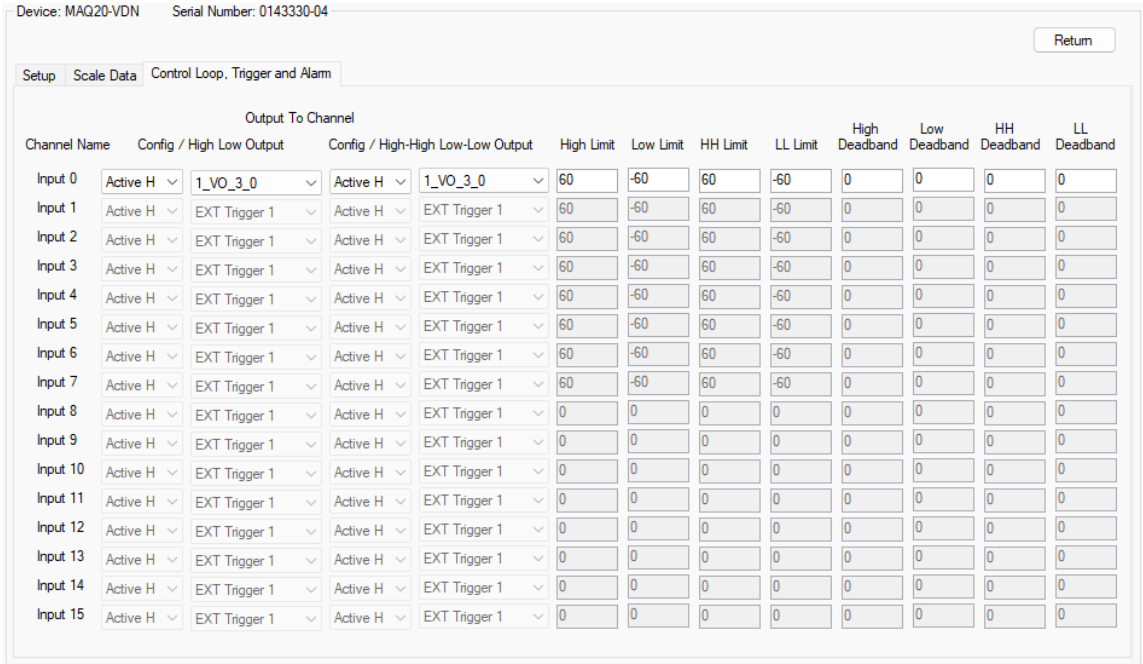 Device: MAQ20-VDN Serial Number: 0143330-04
Return
Setup Scale Data Control Loop, Trigger and Alarm
Output To Channel
High Low HH LL
Channel Name Config / High Low Output Config / High-High Low-Low Output High Limit Low Limit HH Limit LL Limit Deadband Deadband Deadband Deadband
Input 0 Active H 1_VO_3_0 Active H 1_VO_3_0 60 -60 60 -60 0 0 0 0
Input 1 Active H EXT Trigger 1 Active H EXT Trigger 1 60 -60 60 -60 0 0 0 0
Input 2 Active H EXT Trigger 1 Active H EXT Trigger 1 60 -60 60 -60 0 0 0 0
Input 3 Active H EXT Trigger 1 Active H EXT Trigger 1 60 -60 60 -60 0 0 0 0
Input 4 Active H EXT Trigger 1 Active H EXT Trigger 1 60 -60 60 -60 0 0 0 0
Input 5 Active H EXT Trigger 1 Active H EXT Trigger 1 60 -60 60 -60 0 0 0 0
Input 6 Active H EXT Trigger 1 Active H EXT Trigger 1 60 -60 60 -60 0 0 0 0
Input 7 Active H EXT Trigger 1 Active H EXT Trigger 1 60 -60 60 -60 0 0 0 0
Input 8 Active H EXT Trigger 1 Active H EXT Trigger 1 0 0 0 0 0 0 0 0
Input 9 Active H EXT Trigger 1 Active H EXT Trigger 1 0 0 0 0 0 0 0 0
Input 10 Active H EXT Trigger 1 Active H EXT Trigger 1 0 0 0 0 0 0 0 0
Input 11 Active H EXT Trigger 1 Active H EXT Trigger 1 0 0 0 0 0 0 0 0
Input 12 Active H EXT Trigger 1 Active H EXT Trigger 1 0 0 0 0 0 0 0 0
Input 13 Active H EXT Trigger 1 Active H EXT Trigger 1 0 0 0 0 0 0 0 0
Input 14 Active H EXT Trigger 1 Active H EXT Trigger 1 0 0 0 0 0 0 0 0
Input 15 Active H EXT Trigger 1 Active H EXT Trigger 1 0 0 0 0 0 0 0 0